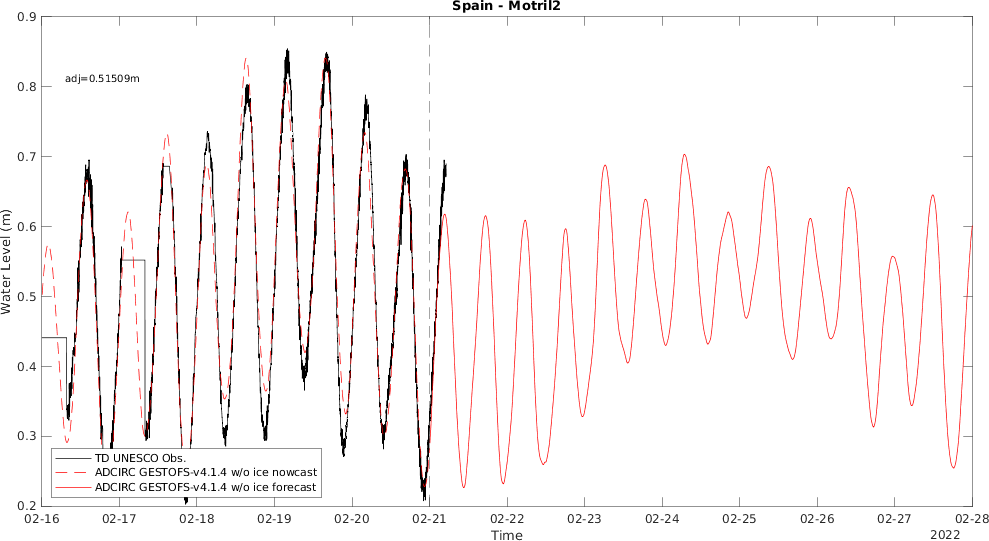 Spain - Motril2
0.9
0.8
0.7
0.6
0.5
0.4
0.3
0.2
Water Level (m)
adj=0.51509m
TD UNESCO Obs.
ADCIRC GESTOFS-v4.1.4 w/o ice nowcast
ADCIRC GESTOFS-v4.1.4 w/o ice forecast
02-16 02-17 02-18 02-19 02-20 02-21 02-22 02-23 02-24 02-25 02-26 02-27 02-28
Time
2022